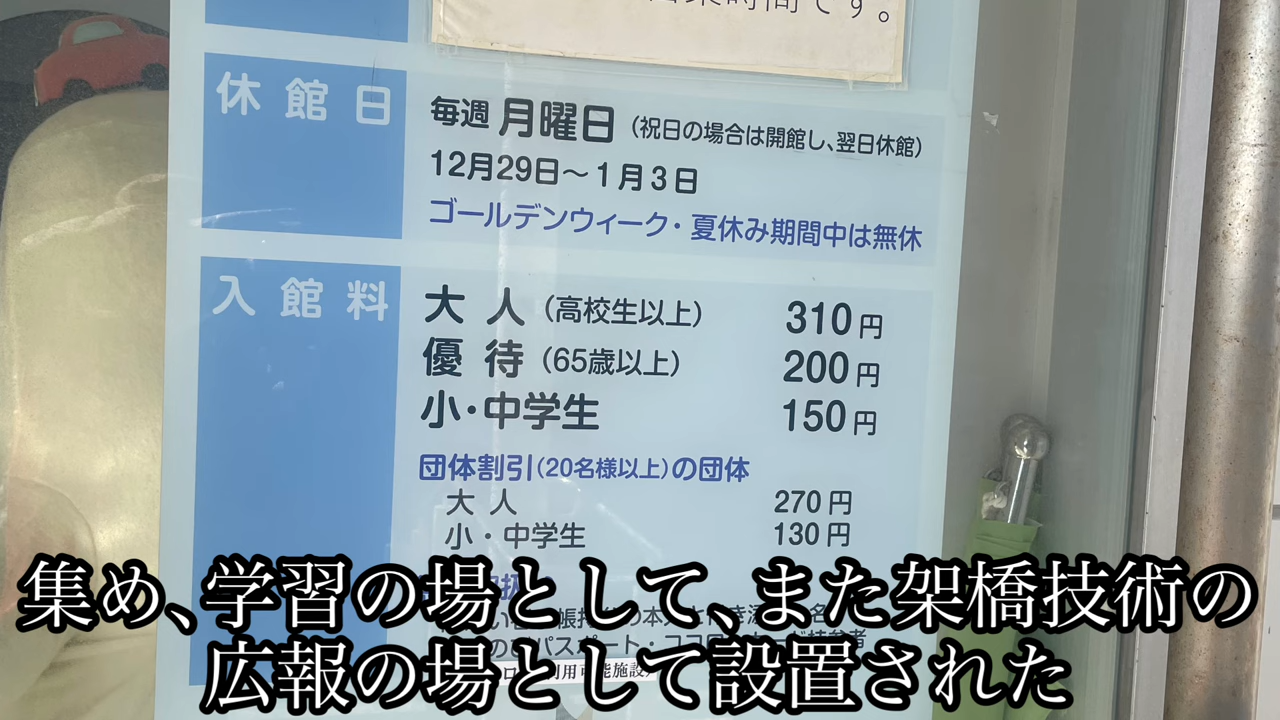 営業時間です。
休館日
毎週 月曜日(祝日の場合は開館し、翌日休館)
12月29日～1月3日
ゴールデンウィーク・夏休み期間中は無休
入館料
大人(高校生以上) 310円
優待(65歳以上) 200円
小・中学生 150円
団体割引(20名様以上)の団体
大人 270円
小・中学生 130円
集め、学習の場として、また架橋技術の
広報の場として設置された